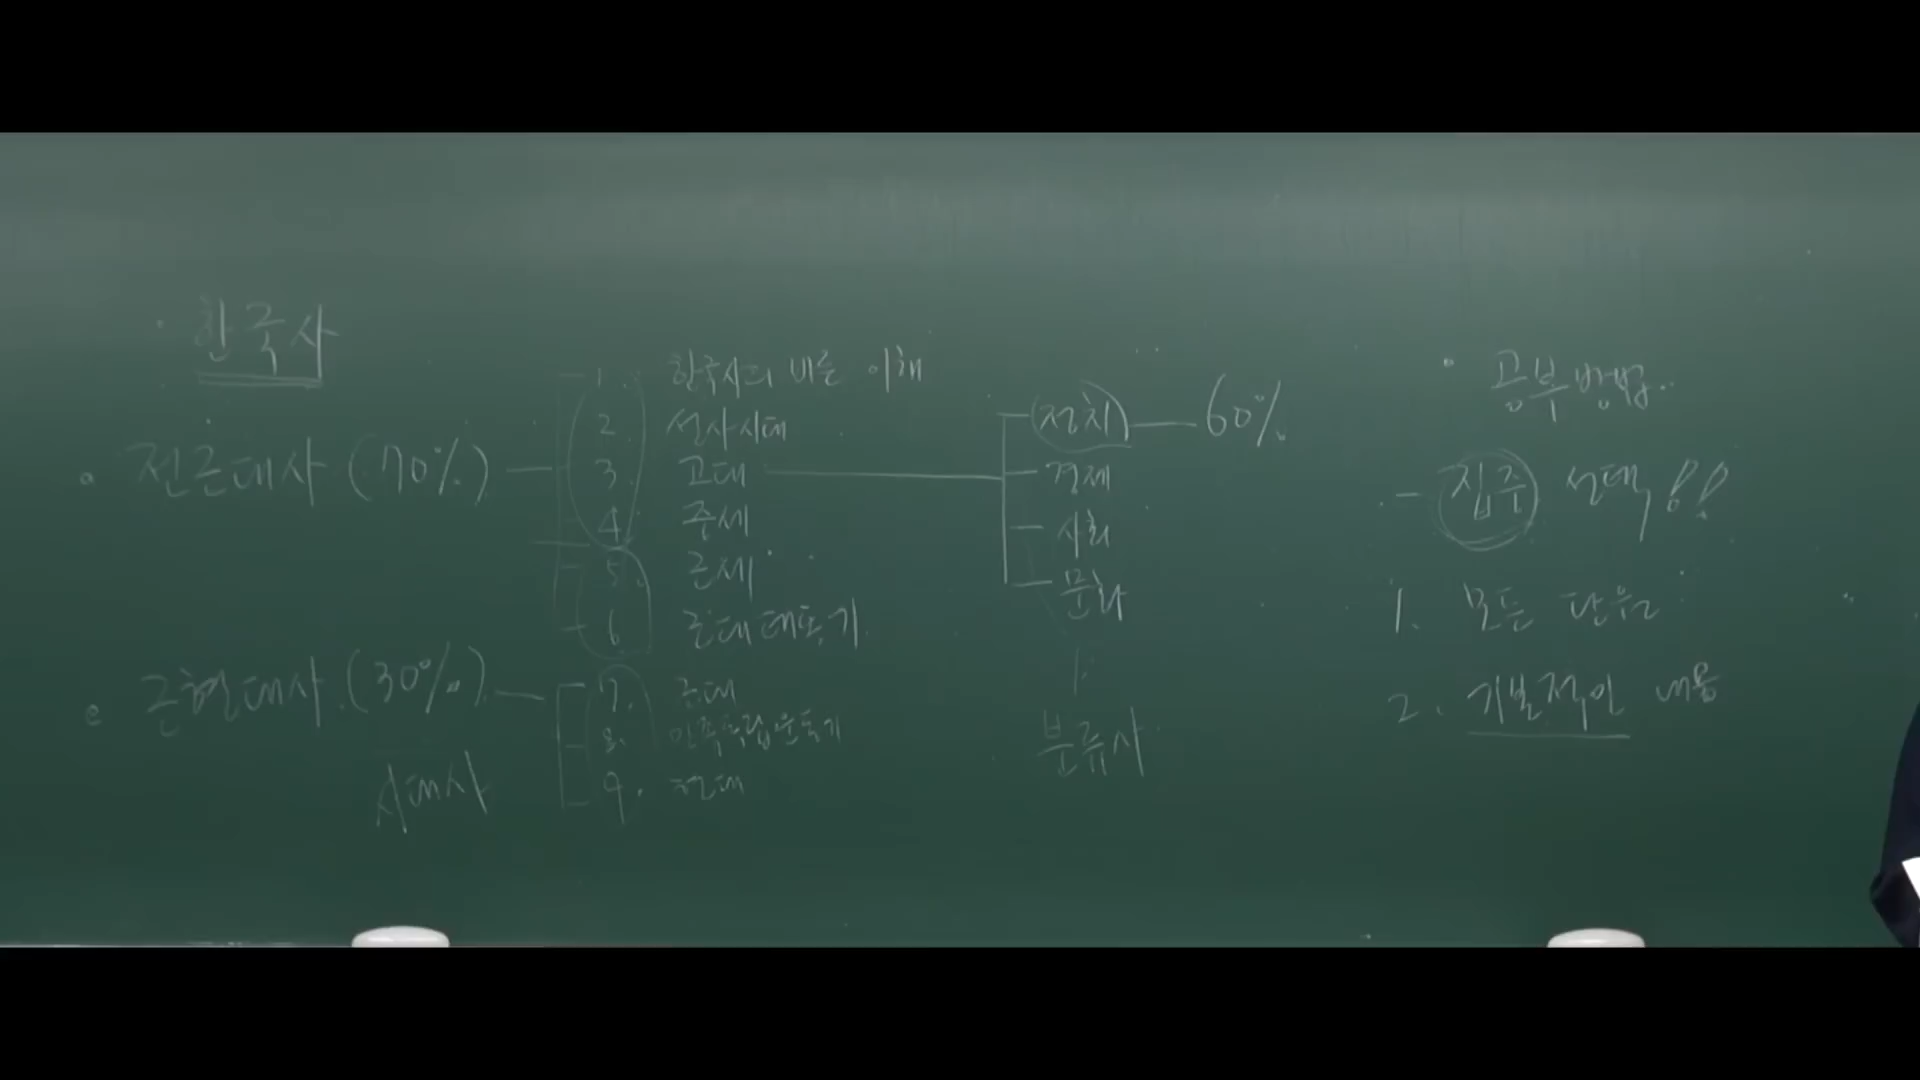 한국사
전근대사 (70%)
1. 한국사의 바른 이해
2. 선사시대
3. 고대
4. 중세
5. 근세
6. 근대태동기
근현대사 (30%)
7. 근대
8. 민족독립운동기
9. 현대
시대사
정치 60%
경제
사회
문화
분류사
공부방법
- 집중 선택!!
1. 모든 단원
2. 기본적인 내용